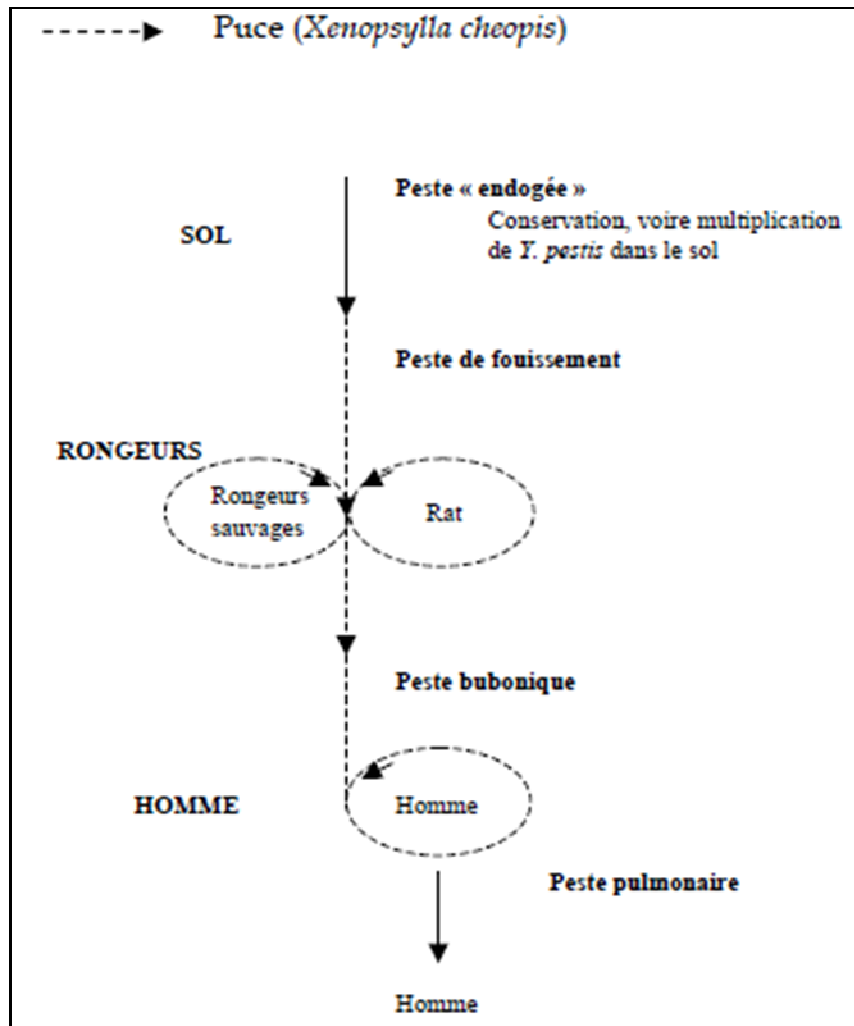 Puce (Xenopsylla cheopis)
Peste « endogée »
Conservation, voire multiplication
de Y. pestis dans le sol
SOL
Peste de fouissement
RONGEURS
Rongeurs
sauvages
Rat
Peste bubonique
HOMME
Homme
Peste pulmonaire
Homme